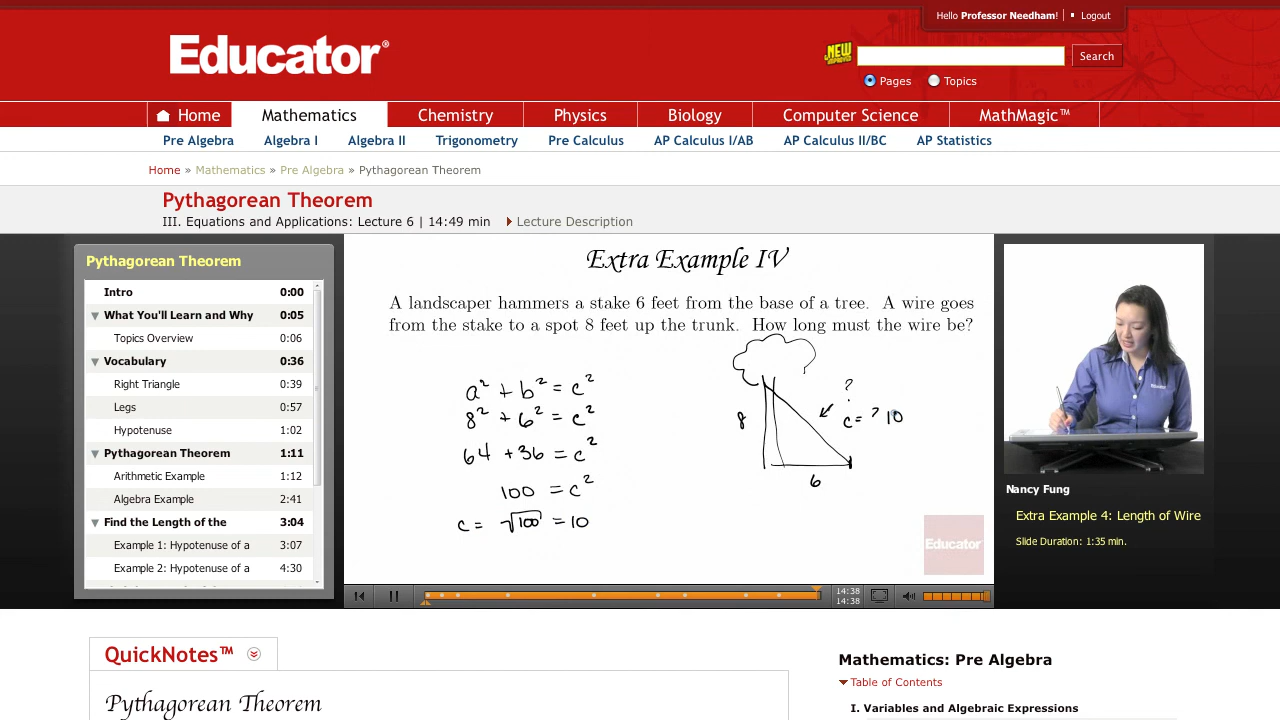 Hello Professor Needham! | ▪ Logout
Educator®
NEW
Search
Pages Topics
Home Mathematics Chemistry Physics Biology Computer Science MathMagic™
Pre Algebra Algebra I Algebra II Trigonometry Pre Calculus AP Calculus I/AB AP Calculus II/BC AP Statistics
Home » Mathematics » Pre Algebra » Pythagorean Theorem
Pythagorean Theorem
III. Equations and Applications: Lecture 6 | 14:49 min Lecture Description
Pythagorean Theorem
Intro 0:00
What You'll Learn and Why 0:05
Topics Overview 0:06
Vocabulary 0:36
Right Triangle 0:39
Legs 0:57
Hypotenuse 1:02
Pythagorean Theorem 1:11
Arithmetic Example 1:12
Algebra Example 2:41
Find the Length of the 3:04
Example 1: Hypotenuse of a 3:07
Example 2: Hypotenuse of a 4:30
Extra Example IV
A landscaper hammers a stake 6 feet from the base of a tree. A wire goes
from the stake to a spot 8 feet up the trunk. How long must the wire be?
a² + b² = c²
8² + 6² = c²
64 + 36 = c²
100 = c²
c = √100 = 10
?
8
c = ? 10
6
Educator
14:38
14:38
Nancy Fung
Extra Example 4: Length of Wire
Slide Duration: 1:35 min.
QuickNotes™
Pythagorean Theorem
Mathematics: Pre Algebra
Table of Contents
I. Variables and Algebraic Expressions